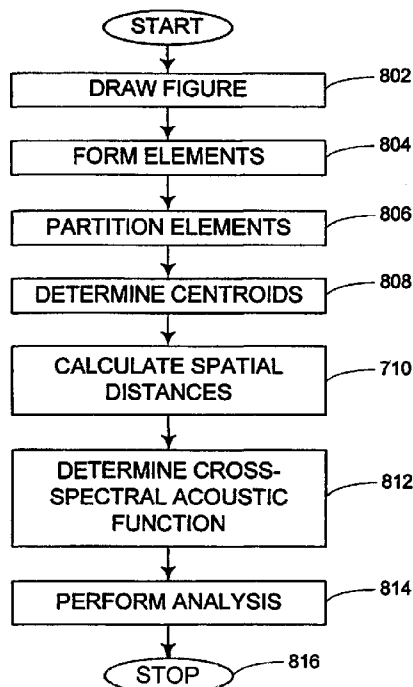 START
DRAW FIGURE
802
FORM ELEMENTS
804
PARTITION ELEMENTS
806
DETERMINE CENTROIDS
808
CALCULATE SPATIAL
DISTANCES
710
DETERMINE CROSS-
SPECTRAL ACOUSTIC
FUNCTION
812
PERFORM ANALYSIS
814
STOP
816